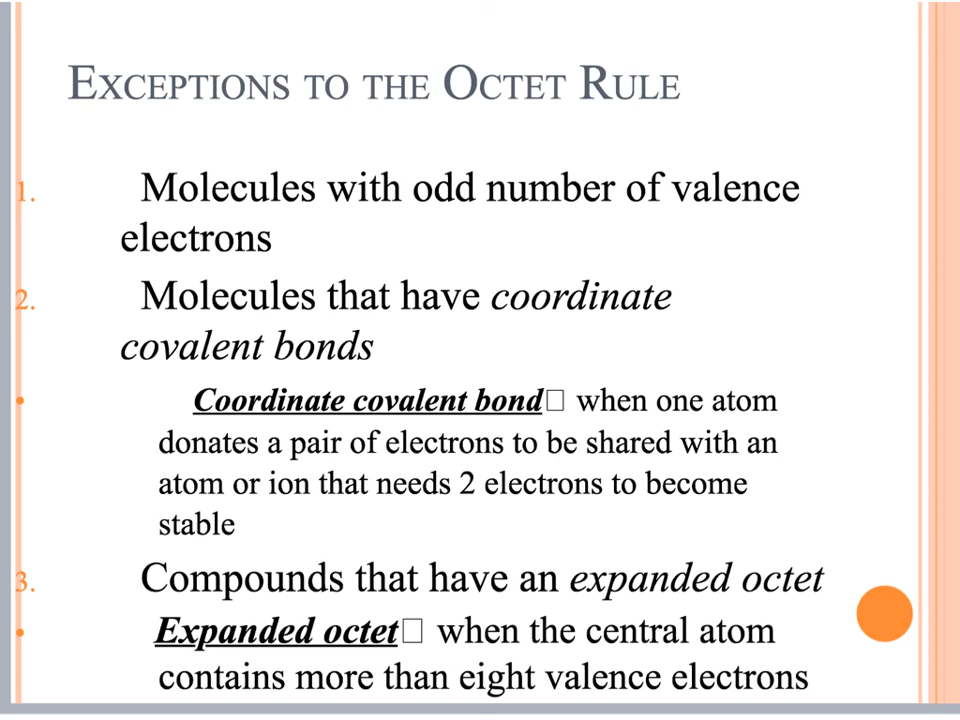 EXCEPTIONS TO THE OCTET RULE
1. Molecules with odd number of valence
electrons
2. Molecules that have coordinate
covalent bonds
• Coordinate covalent bond□ when one atom
donates a pair of electrons to be shared with an
atom or ion that needs 2 electrons to become
stable
3. Compounds that have an expanded octet
• Expanded octet□ when the central atom
contains more than eight valence electrons